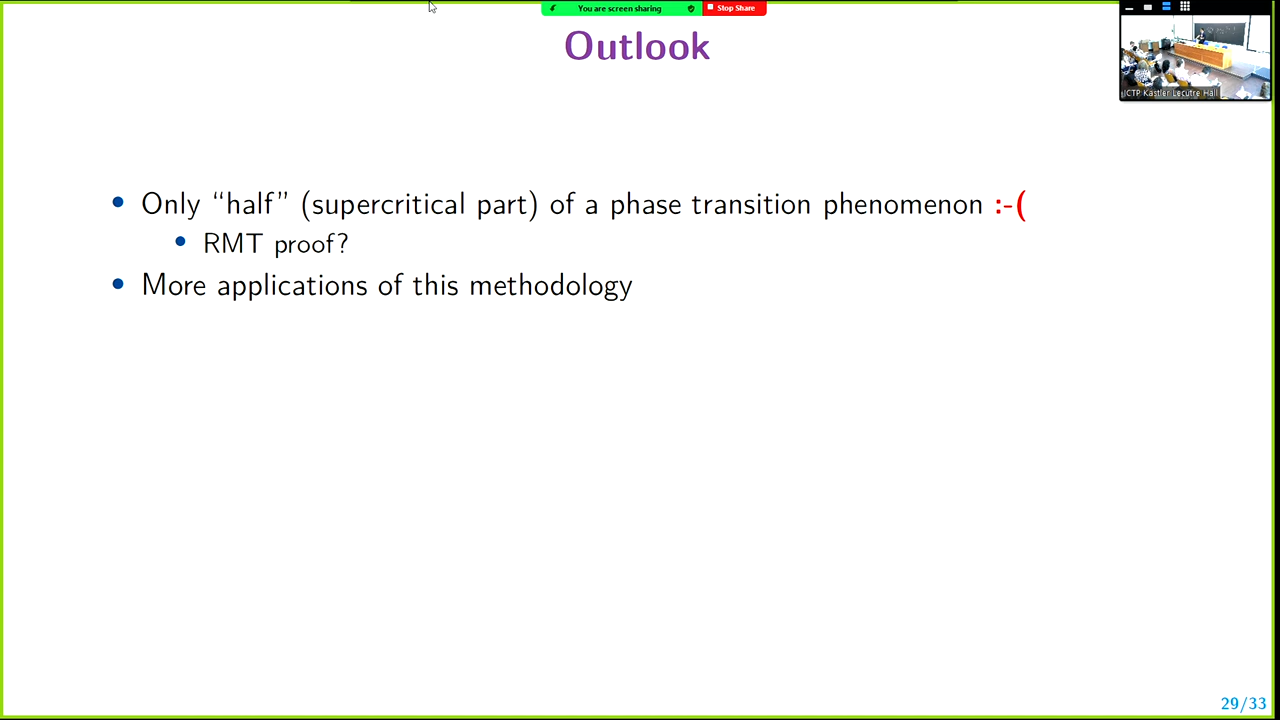 You are screen sharing
Stop Share
Outlook
ICTP Kastler Lecutre Hall
• Only “half” (supercritical part) of a phase transition phenomenon :-(
• RMT proof?
• More applications of this methodology
29/33